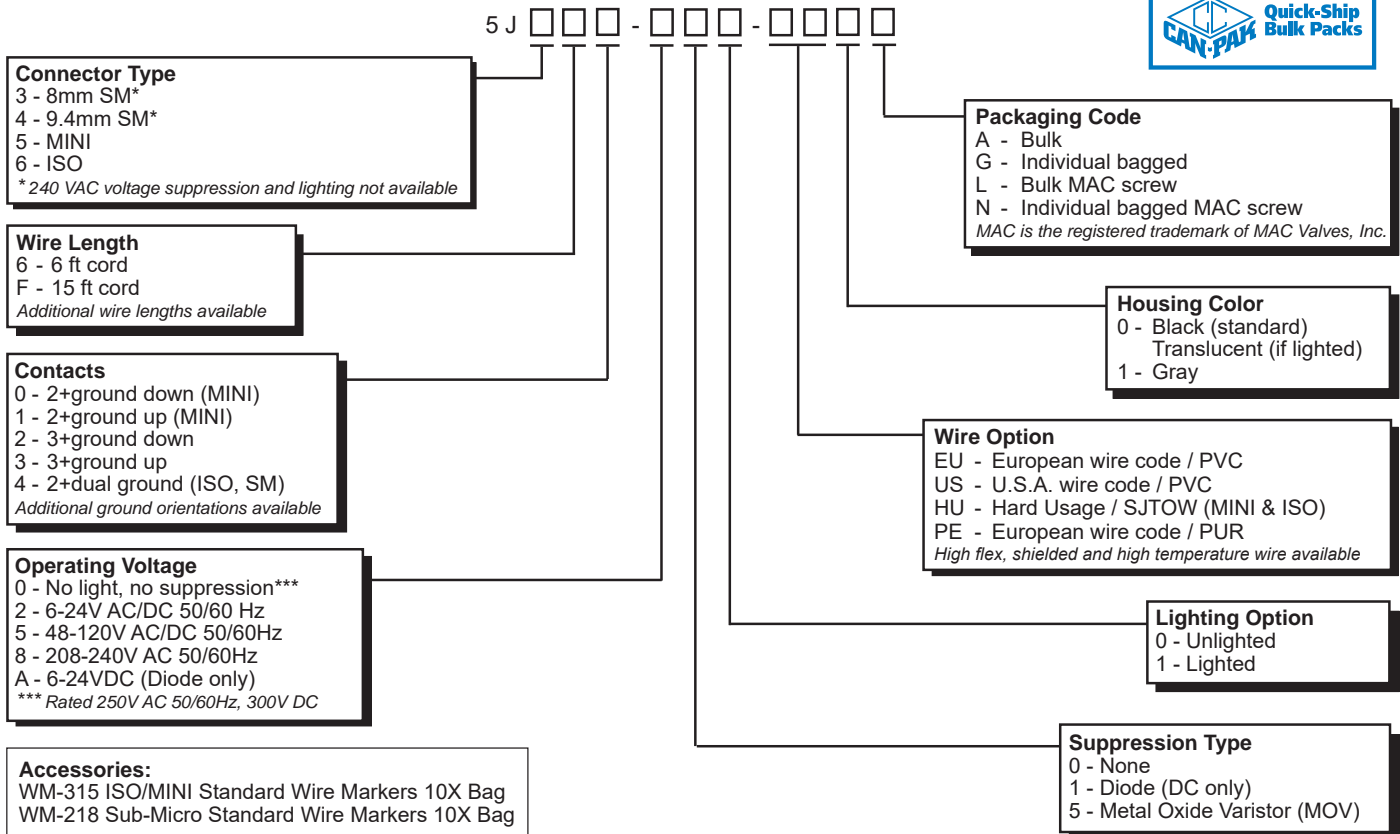 5 J □ □ □ - □ □ □ - □ □ □ □
CC
CAN-PAK
Quick-Ship
Bulk Packs
Connector Type
3 - 8mm SM*
4 - 9.4mm SM*
5 - MINI
6 - ISO
* 240 VAC voltage suppression and lighting not available
Packaging Code
A - Bulk
G - Individual bagged
L - Bulk MAC screw
N - Individual bagged MAC screw
MAC is the registered trademark of MAC Valves, Inc.
Wire Length
6 - 6 ft cord
F - 15 ft cord
Additional wire lengths available
Housing Color
0 - Black (standard)
Translucent (if lighted)
1 - Gray
Contacts
0 - 2+ground down (MINI)
1 - 2+ground up (MINI)
2 - 3+ground down
3 - 3+ground up
4 - 2+dual ground (ISO, SM)
Additional ground orientations available
Wire Option
EU - European wire code / PVC
US - U.S.A. wire code / PVC
HU - Hard Usage / SJTOW (MINI & ISO)
PE - European wire code / PUR
High flex, shielded and high temperature wire available
Operating Voltage
0 - No light, no suppression***
2 - 6-24V AC/DC 50/60 Hz
5 - 48-120V AC/DC 50/60Hz
8 - 208-240V AC 50/60Hz
A - 6-24VDC (Diode only)
*** Rated 250V AC 50/60Hz, 300V DC
Lighting Option
0 - Unlighted
1 - Lighted
Suppression Type
0 - None
1 - Diode (DC only)
5 - Metal Oxide Varistor (MOV)
Accessories:
WM-315 ISO/MINI Standard Wire Markers 10X Bag
WM-218 Sub-Micro Standard Wire Markers 10X Bag